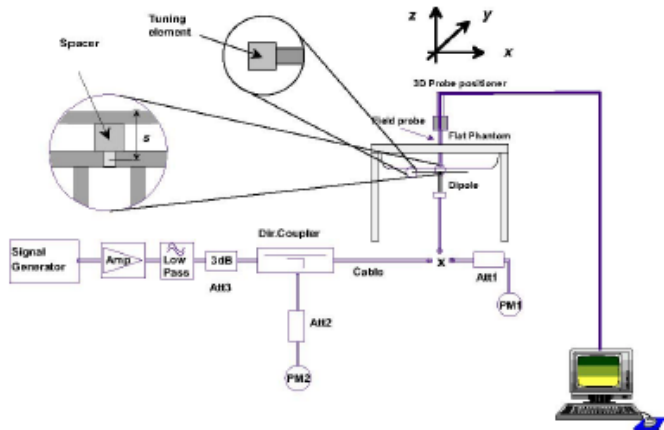 Tuning
element
Spacer
s
z
y
x
3D Probe positioner
Field probe
Flat Phantom
Dipole
Dir.Coupler
Signal
Generator
Amp
Low
Pass
3dB
Att3
Cable
x
Att1
PM1
Att2
PM2